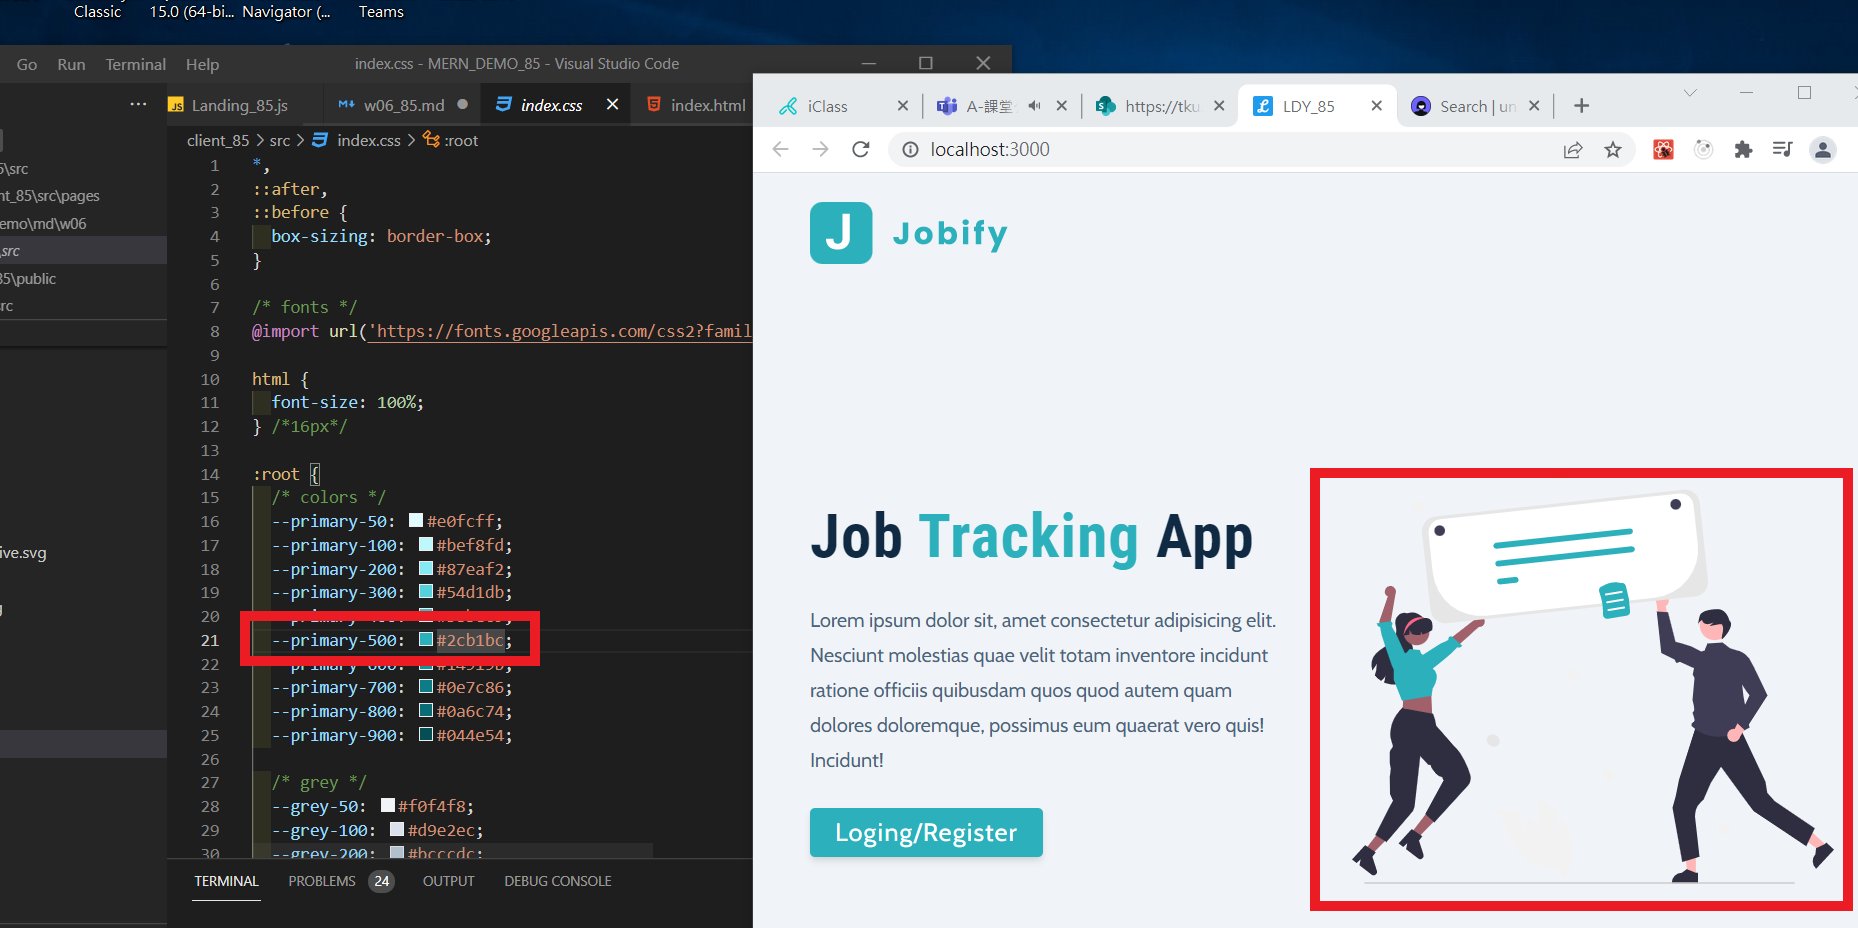 Classic
15.0 (64-bi...
Navigator (...
Teams
Go Run Terminal Help
index.css - MERN_DEMO_85 - Visual Studio Code
Landing_85.js
w06_85.md
index.css
index.html
client_85 > src > index.css > :root
\src
nt_85\src\pages
emo\md\w06
\src
35\public
rc
ive.svg
1 *,
2 ::after,
3 ::before {
4 box-sizing: border-box;
5 }
6
7 /* fonts */
8 @import url('https://fonts.googleapis.com/css2?famil
9
10 html {
11 font-size: 100%;
12 } /*16px*/
13
14 :root {
15 /* colors */
16 --primary-50: #e0fcff;
17 --primary-100: #bef8fd;
18 --primary-200: #87eaf2;
19 --primary-300: #54d1db;
20
21 --primary-500: #2cb1bc;
22 --primary-600:
23 --primary-700: #0e7c86;
24 --primary-800: #0a6c74;
25 --primary-900: #044e54;
26
27 /* grey */
28 --grey-50: #f0f4f8;
29 --grey-100: #d9e2ec;
30 --grey-200: #bcccdc;
TERMINAL PROBLEMS 24 OUTPUT DEBUG CONSOLE
iClass
A-課堂
https://tku
LDY_85
Search | un
localhost:3000
J Jobify
Job Tracking App
Lorem ipsum dolor sit, amet consectetur adipisicing elit.
Nesciunt molestias quae velit totam inventore incidunt
ratione officiis quibusdam quos quod autem quam
dolores doloremque, possimus eum quaerat vero quis!
Incidunt!
Loging/Register